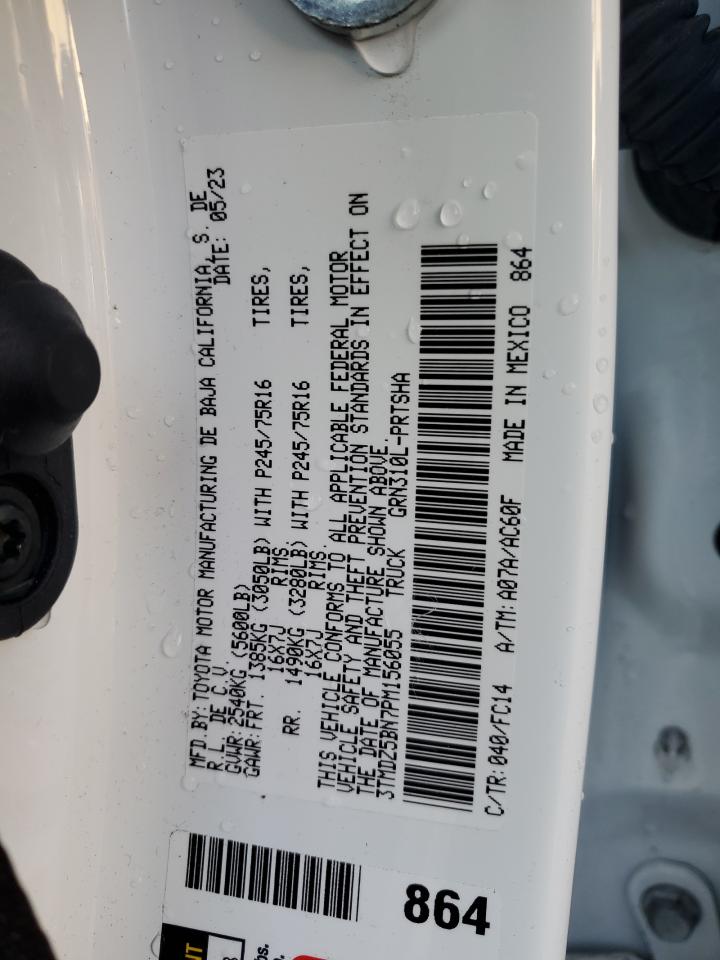 MFD.BY:TOYOTA MOTOR MANUFACTURING DE BAJA CALIFORNIA, S. DE
R.L. DE C.V. DATE: 05/23
GVWR:2540KG (5600LB)
GAWR:FRT. 1385KG (3050LB) WITH P245/75R16 TIRES,
16X7J RIMS,
RR. 1490KG (3280LB) WITH P245/75R16 TIRES,
16X7J RIMS.
THIS VEHICLE CONFORMS TO ALL APPLICABLE FEDERAL MOTOR
VEHICLE SAFETY AND THEFT PREVENTION STANDARDS IN EFFECT ON
THE DATE OF MANUFACTURE SHOWN ABOVE.
3TMDZ5BN7PM156055 TRUCK GRN310L-PRTSHA
C/TR:040/FC14 A/TM:A07A/AC60F MADE IN MEXICO 864
864